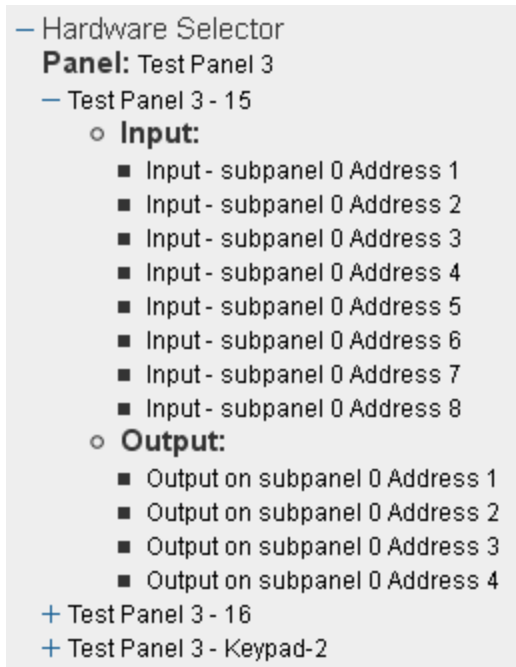 − Hardware Selector
Panel: Test Panel 3
− Test Panel 3 - 15
Input:
Input - subpanel 0 Address 1
Input - subpanel 0 Address 2
Input - subpanel 0 Address 3
Input - subpanel 0 Address 4
Input - subpanel 0 Address 5
Input - subpanel 0 Address 6
Input - subpanel 0 Address 7
Input - subpanel 0 Address 8
Output:
Output on subpanel 0 Address 1
Output on subpanel 0 Address 2
Output on subpanel 0 Address 3
Output on subpanel 0 Address 4
+ Test Panel 3 - 16
+ Test Panel 3 - Keypad-2